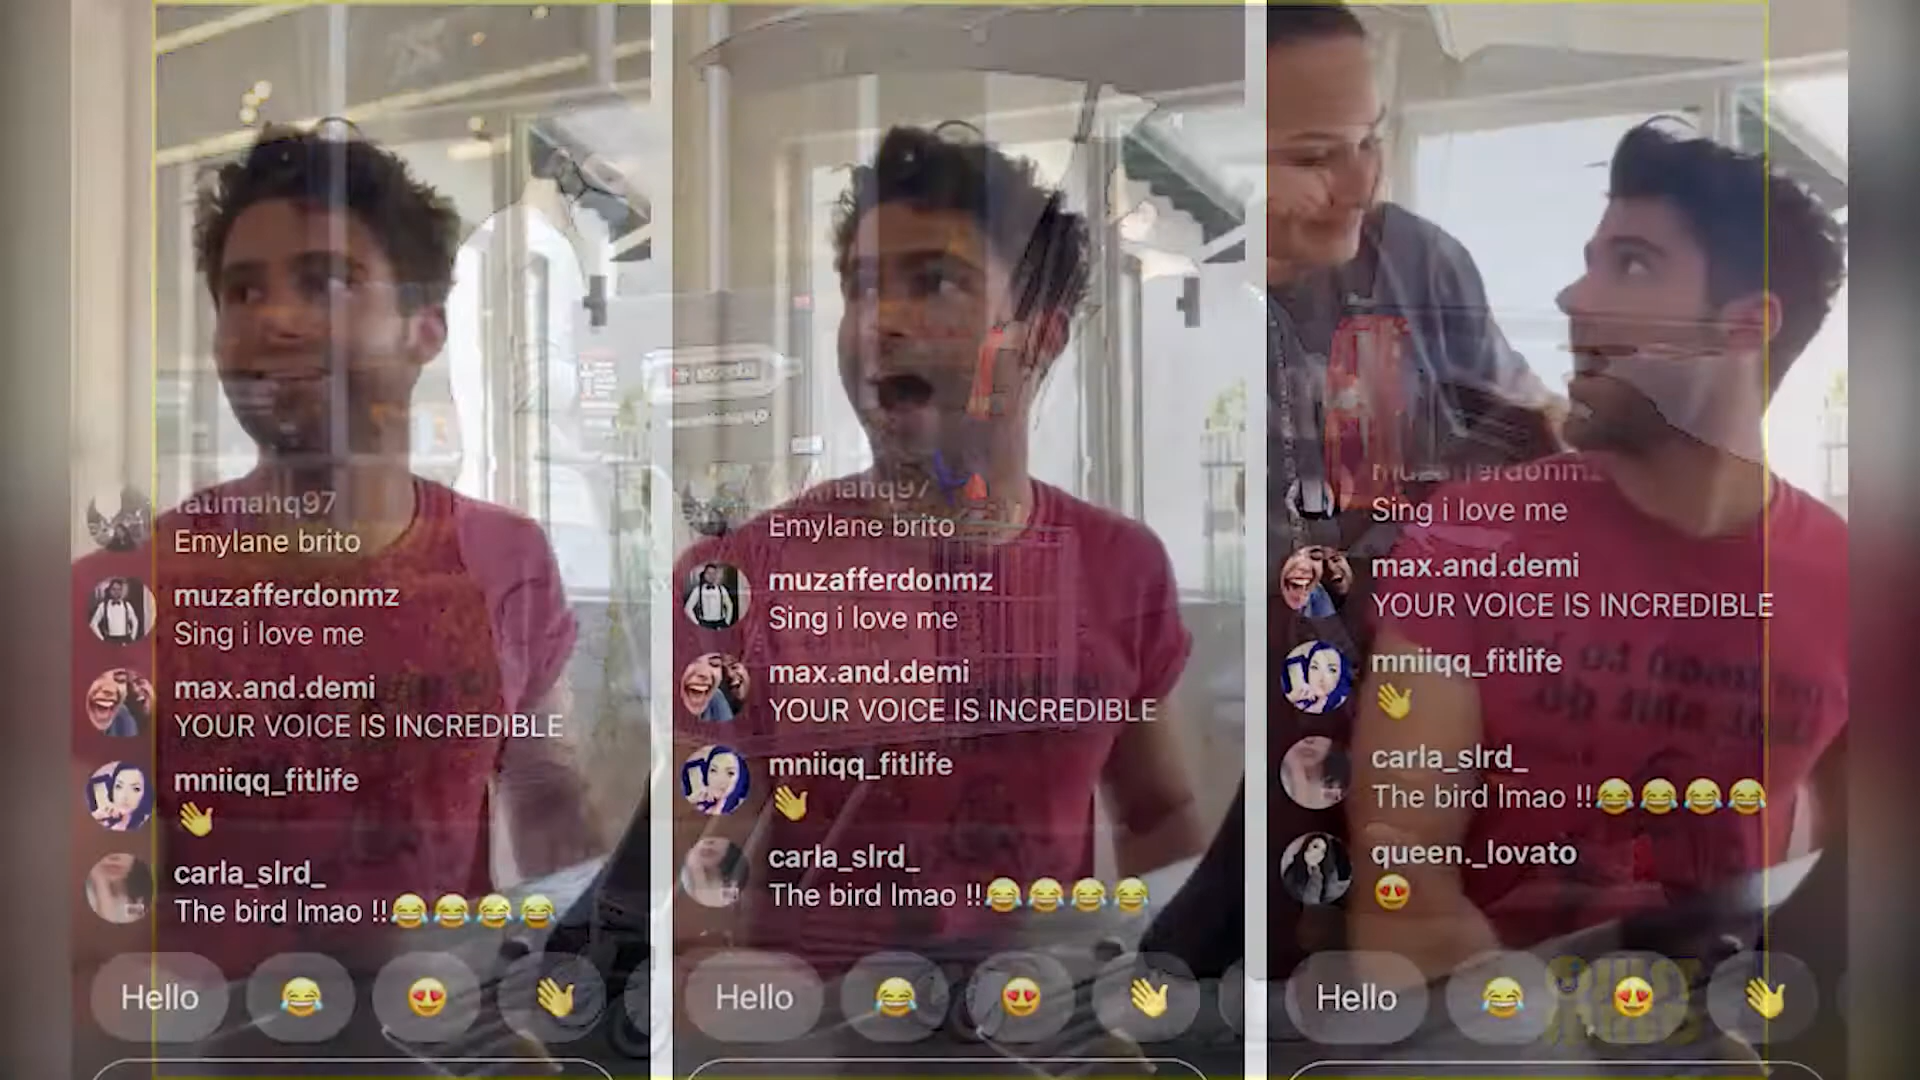 fatimahq97
Emylane brito
muzafferdonmz
Sing i love me
max.and.demi
YOUR VOICE IS INCREDIBLE
mniiqq_fitlife
👋
carla_slrd_
The bird lmao !!😂😂😂😂
Hello 😂 😍 👋
Emylane brito
muzafferdonmz
Sing i love me
max.and.demi
YOUR VOICE IS INCREDIBLE
mniiqq_fitlife
👋
carla_slrd_
The bird lmao !!😂😂😂😂
Hello 😂 😍 👋
muzafferdonmz
Sing i love me
max.and.demi
YOUR VOICE IS INCREDIBLE
mniiqq_fitlife
👋
carla_slrd_
The bird lmao !!😂😂😂😂
queen._lovato
😍
Hello 😂 😍 👋